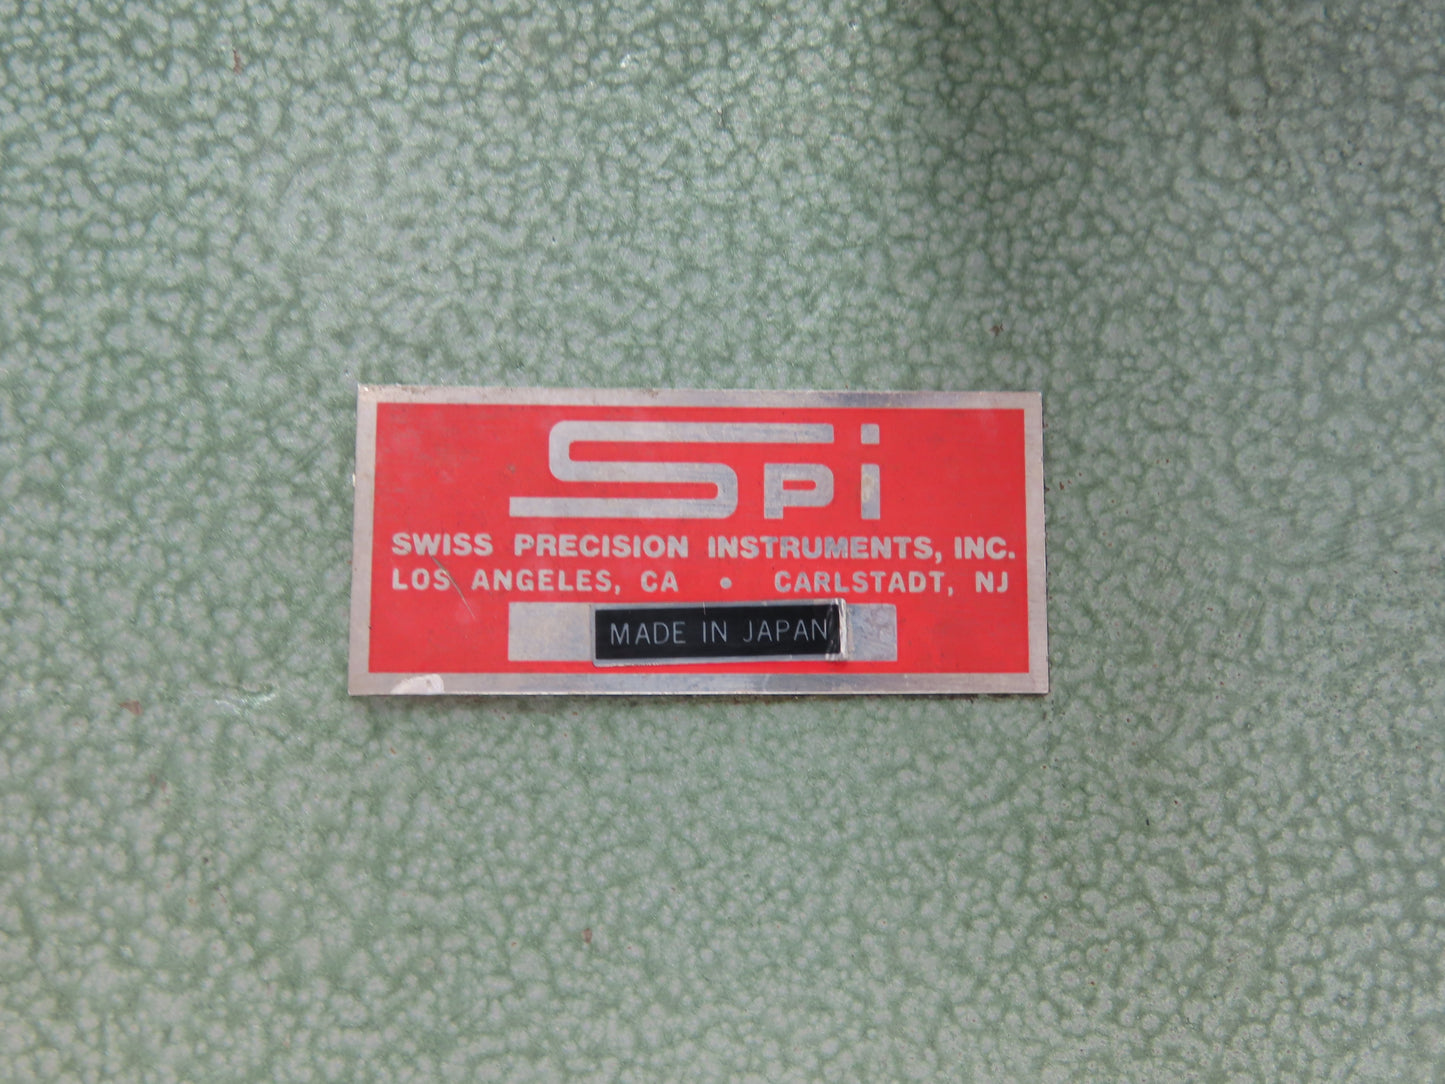 SPi
SWISS PRECISION INSTRUMENTS, INC.
LOS ANGELES, CA • CARLSTADT, NJ
MADE IN JAPAN